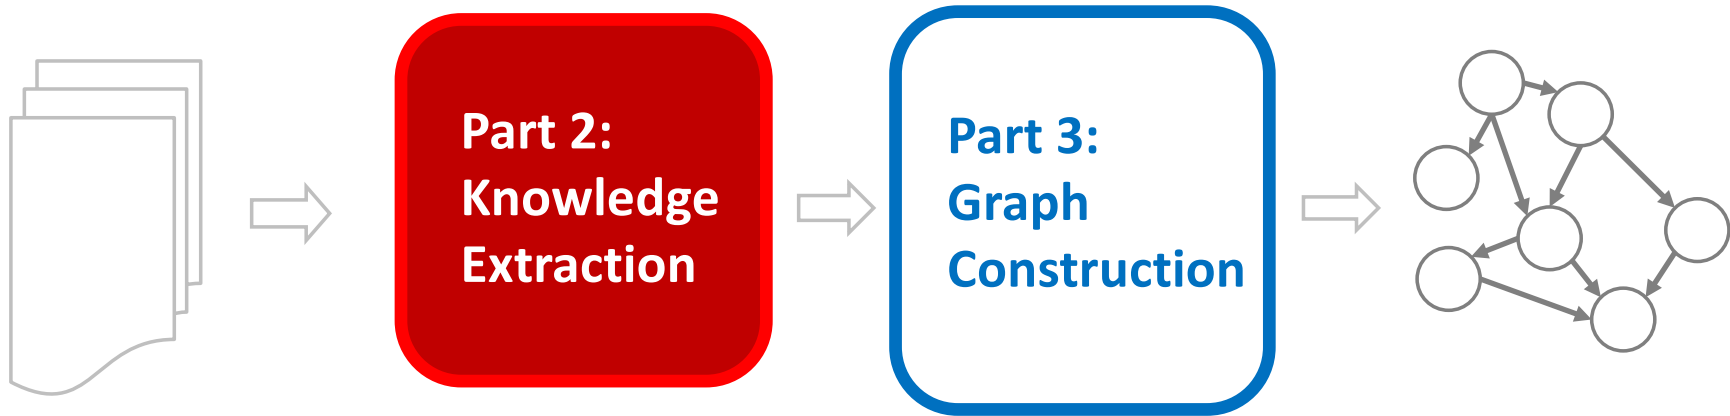 Part 2:
Knowledge
Extraction
Part 3:
Graph
Construction